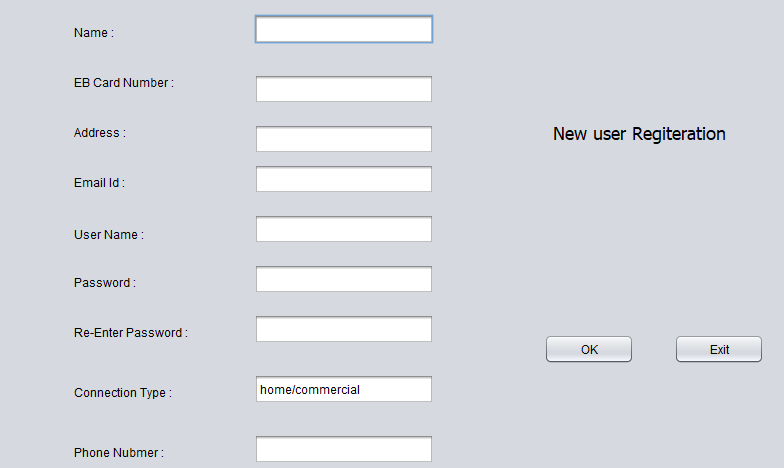 Name :
EB Card Number :
Address :
New user Regiteration
Email Id :
User Name :
Password :
Re-Enter Password :
OK
Exit
Connection Type :
home/commercial
Phone Nubmer :